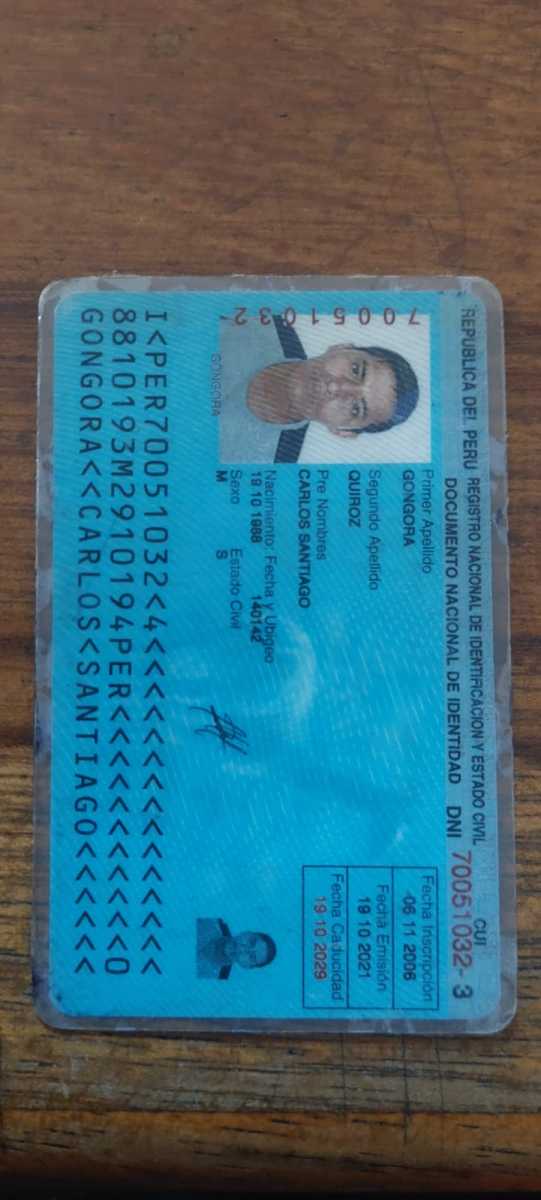 REPUBLICA DEL PERU REGISTRO NACIONAL DE IDENTIFICACION Y ESTADO CIVIL CUI
DOCUMENTO NACIONAL DE IDENTIDAD DNI 70051032-3
70051032
GONGORA
Primer Apellido
GONGORA
Segundo Apellido
QUIROZ
Pre Nombres
CARLOS SANTIAGO
Nacimiento: Fecha y Ubigeo
19 10 1988 140142
Sexo Estado Civil
M S
Fecha Inscripción
06 11 2006
Fecha Emisión
19 10 2021
Fecha Caducidad
19 10 2029
I<PER70051032<4<<<<<<<<<<<<<<<
8810193M2910194PER<<<<<<<<<<<0
GONGORA<<CARLOS<SANTIAGO<<<<<<